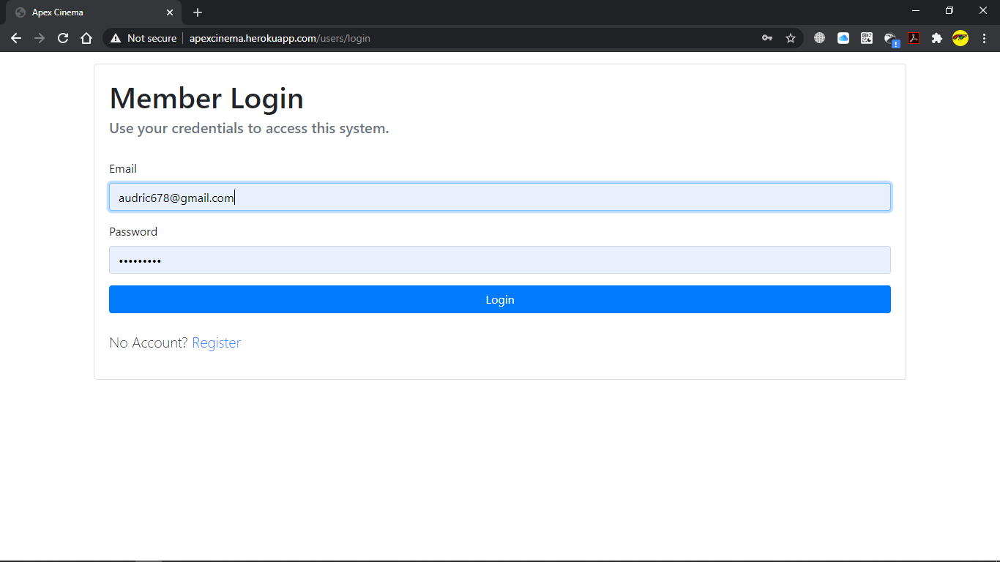 Apex Cinema
Not secure apexcinema.herokuapp.com/users/login
Member Login
Use your credentials to access this system.
Email
audric678@gmail.com
Password
•••••••••
Login
No Account? Register